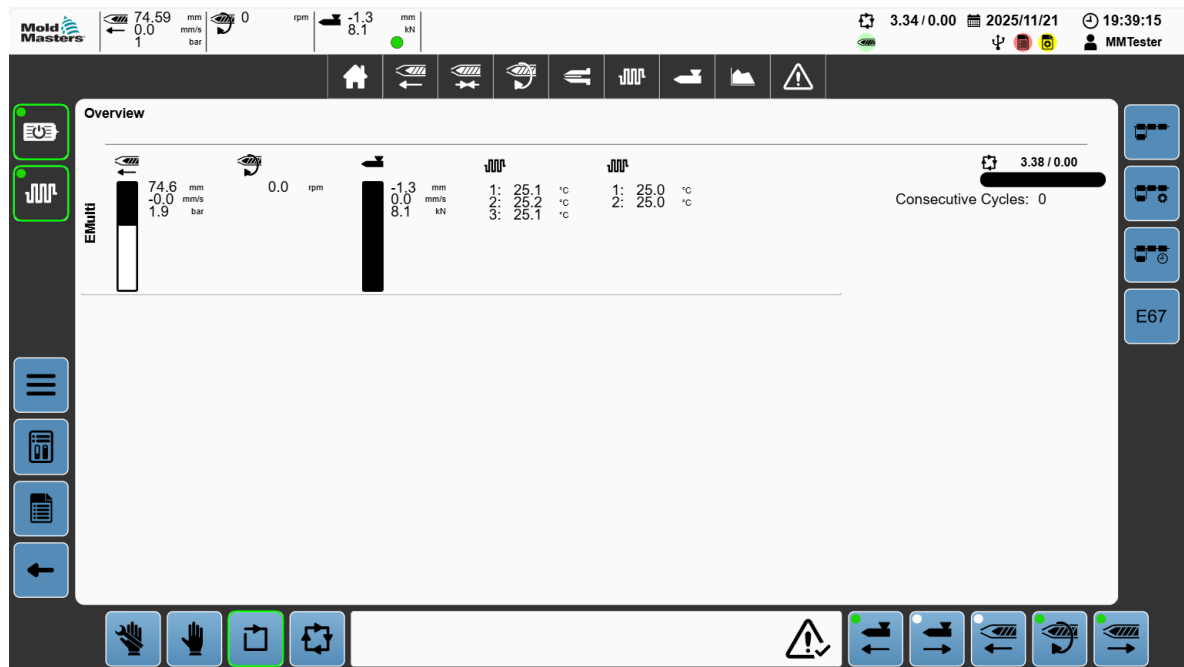 Mold
Masters
74.59 mm
0.0 mm/s
1 bar
0 rpm
-1.3 mm
8.1 kN
3.34 / 0.00
2025/11/21
19:39:15
MMTester
Overview
EMulti
74.6 mm
-0.0 mm/s
1.9 bar
0.0 rpm
-1.3 mm
0.0 mm/s
8.1 kN
1: 25.1 °C
2: 25.2 °C
3: 25.1 °C
1: 25.0 °C
2: 25.0 °C
3.38 / 0.00
Consecutive Cycles: 0
E67